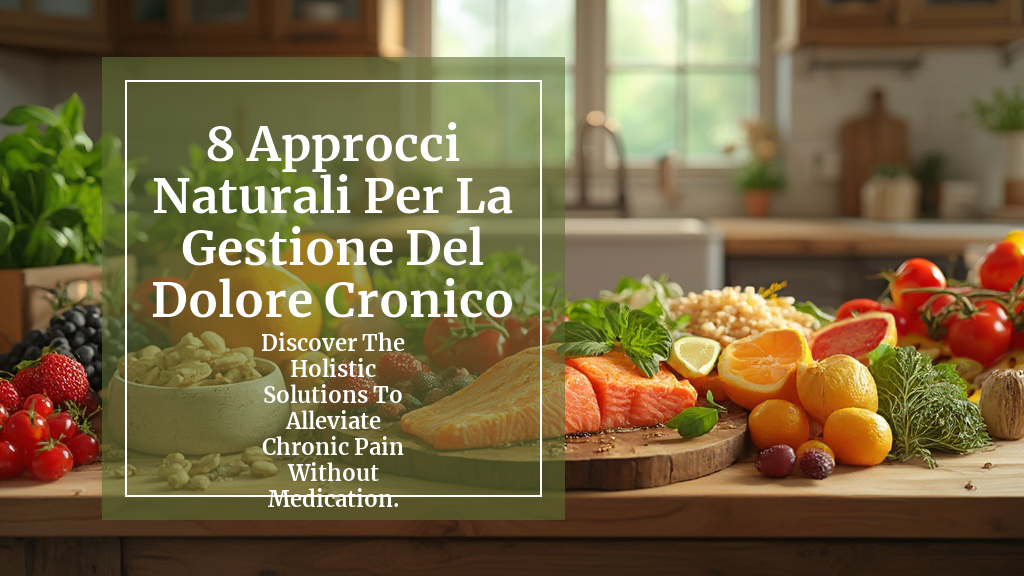 8 Approcci
Naturali Per La
Gestione Del
Dolore Cronico
Discover The
Holistic
Solutions To
Alleviate
Chronic Pain
Without
Medication.